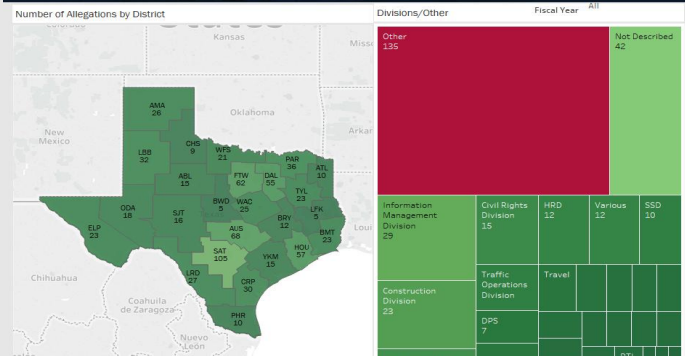 Number of Allegations by District
Divisions/Other
Fiscal Year
All
Kansas
Oklahoma
New
Mexico
Chihuahua
Coahuila
de Zaragoza
Nuevo
León
AMA
26
LBB
32
CHS
9
WFS
21
PAR
36
ATL
10
ABL
15
FTW
62
DAL
55
TYL
23
ODA
18
BWD
5
WAC
25
LFK
5
ELP
23
SJT
16
BRY
12
BMT
23
AUS
68
HOU
57
SAT
105
YKM
15
LRD
27
CRP
30
PHR
10
Other
135
Not Described
42
Information
Management
Division
29
Civil Rights
Division
15
HRD
12
Various
12
SSD
10
Construction
Division
23
Traffic
Operations
Division
Travel
DPS
7